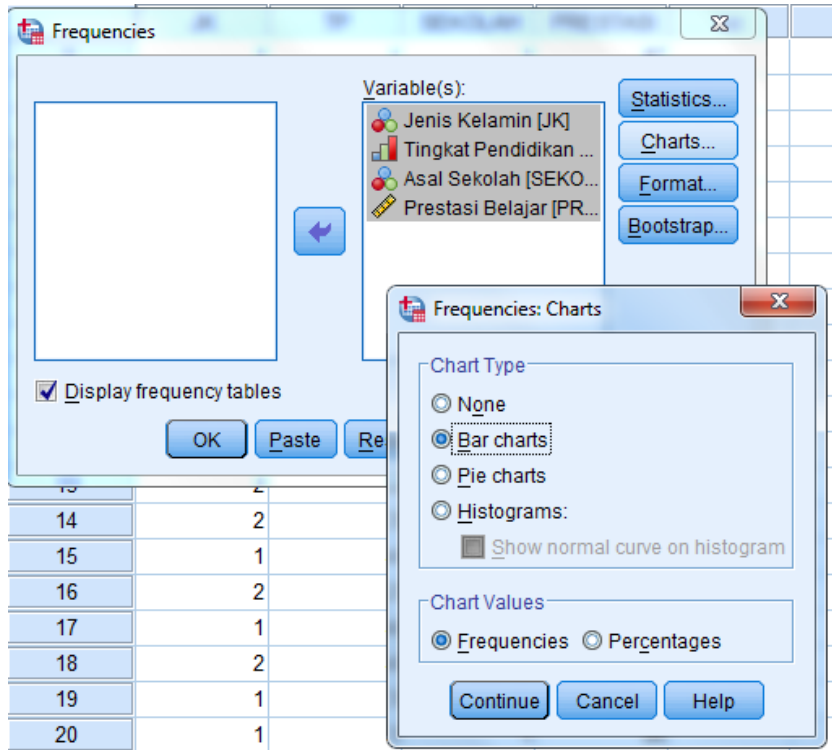 Frequencies
Variable(s):
Jenis Kelamin [JK]
Tingkat Pendidikan ...
Asal Sekolah [SEKO...
Prestasi Belajar [PR...
Statistics...
Charts...
Format...
Bootstrap...
Display frequency tables
OK Paste Re
Frequencies: Charts
Chart Type
None
Bar charts
Pie charts
Histograms:
Show normal curve on histogram
Chart Values
Frequencies Percentages
Continue Cancel Help
14 2
15 1
16 2
17 1
18 2
19 1
20 1